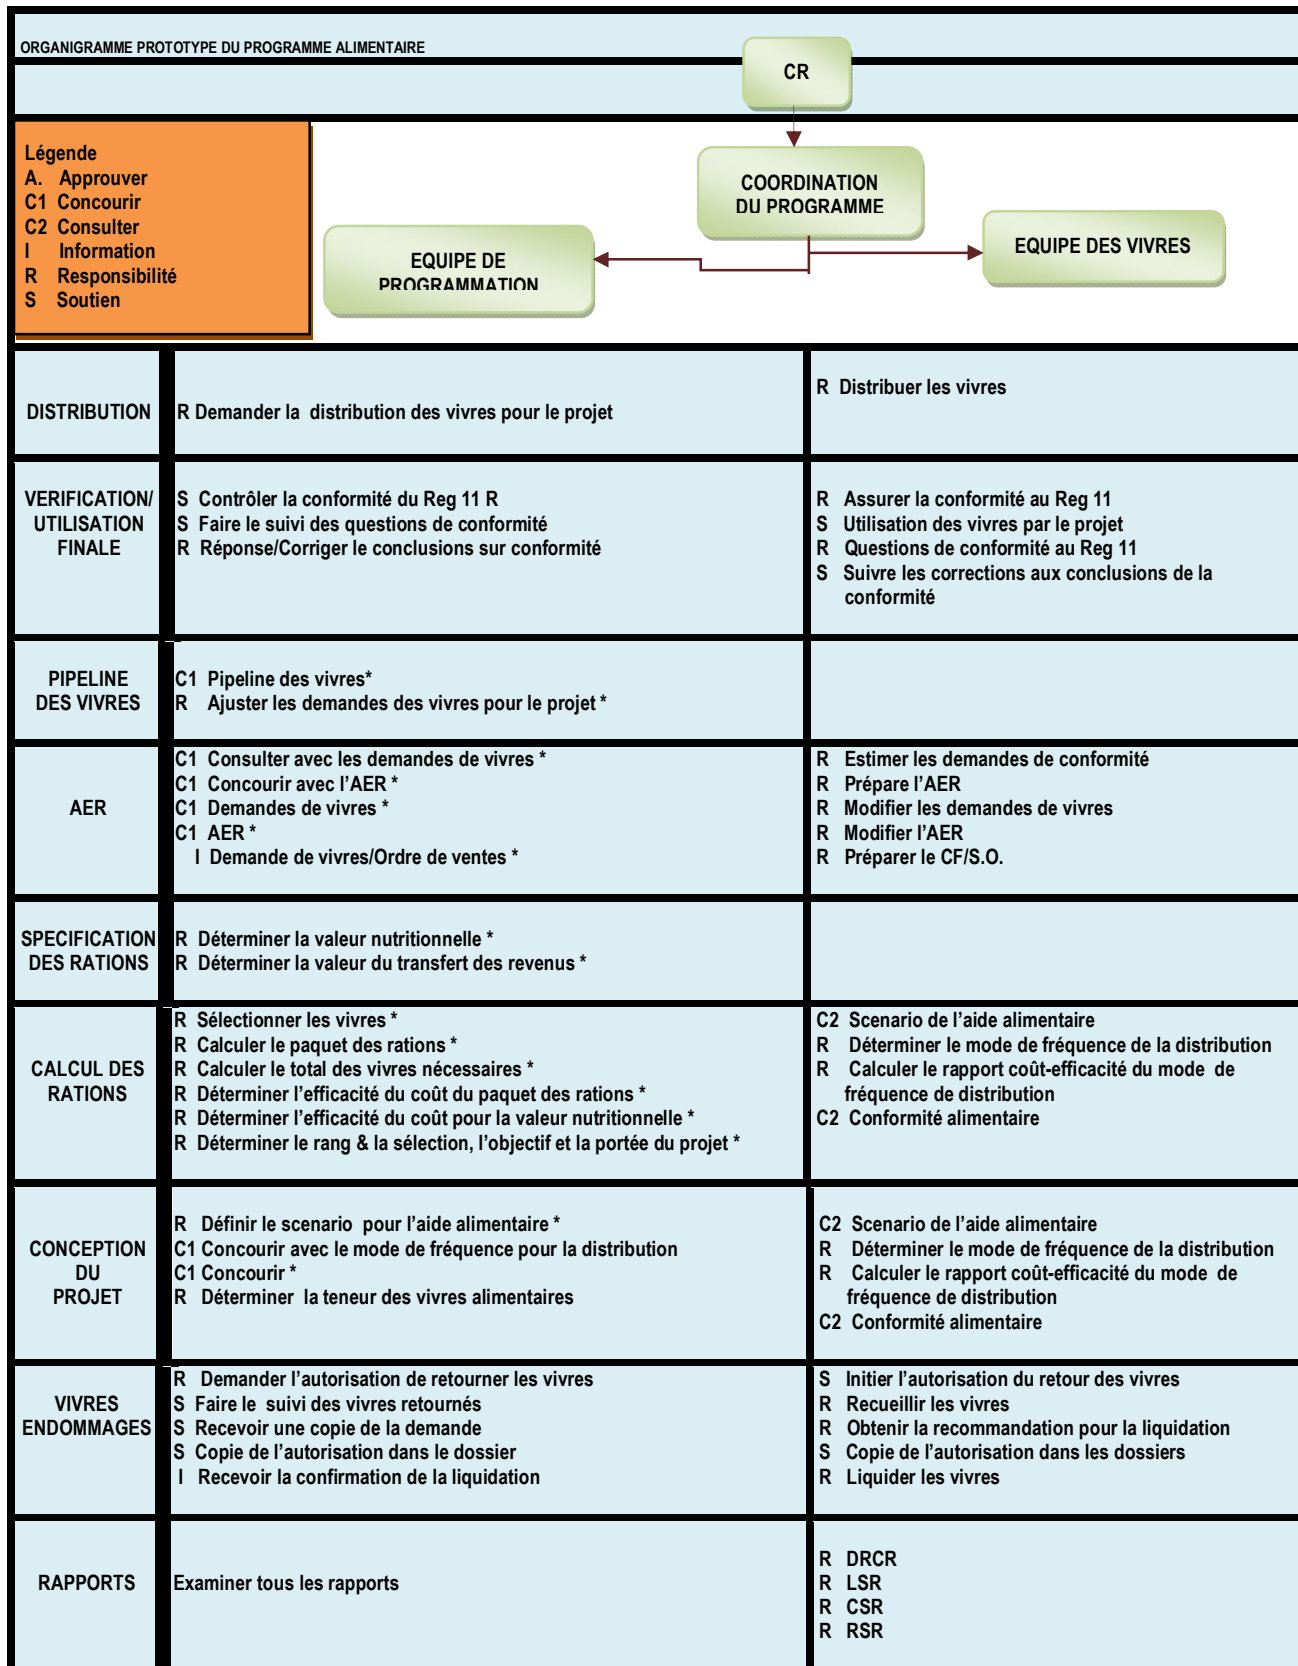 ORGANIGRAMME PROTOTYPE DU PROGRAMME ALIMENTAIRE
CR
Légende
A. Approuver
C1 Concourir
C2 Consulter
I Information
R Responsibilité
S Soutien
COORDINATION
DU PROGRAMME
EQUIPE DE
PROGRAMMATION
EQUIPE DES VIVRES
DISTRIBUTION
R Demander la distribution des vivres pour le projet
R Distribuer les vivres
VERIFICATION/
UTILISATION
FINALE
S Contrôler la conformité du Reg 11 R
S Faire le suivi des questions de conformité
R Réponse/Corriger le conclusions sur conformité
R Assurer la conformité au Reg 11
S Utilisation des vivres par le projet
R Questions de conformité au Reg 11
S Suivre les corrections aux conclusions de la
conformité
PIPELINE
DES VIVRES
C1 Pipeline des vivres*
R Ajuster les demandes des vivres pour le projet *
AER
C1 Consulter avec les demandes de vivres *
C1 Concourir avec l’AER *
C1 Demandes de vivres *
C1 AER *
I Demande de vivres/Ordre de ventes *
R Estimer les demandes de conformité
R Prépare l’AER
R Modifier les demandes de vivres
R Modifier l’AER
R Préparer le CF/S.O.
SPECIFICATION
DES RATIONS
R Déterminer la valeur nutritionnelle *
R Déterminer la valeur du transfert des revenus *
CALCUL DES
RATIONS
R Sélectionner les vivres *
R Calculer le paquet des rations *
R Calculer le total des vivres nécessaires *
R Déterminer l’efficacité du coût du paquet des rations *
R Déterminer l’efficacité du coût pour la valeur nutritionnelle *
R Déterminer le rang & la sélection, l’objectif et la portée du projet *
C2 Scenario de l’aide alimentaire
R Déterminer le mode de fréquence de la distribution
R Calculer le rapport coût-efficacité du mode de
fréquence de distribution
C2 Conformité alimentaire
CONCEPTION
DU
PROJET
R Définir le scenario pour l’aide alimentaire *
C1 Concourir avec le mode de fréquence pour la distribution
C1 Concourir *
R Déterminer la teneur des vivres alimentaires
C2 Scenario de l’aide alimentaire
R Déterminer le mode de fréquence de la distribution
R Calculer le rapport coût-efficacité du mode de
fréquence de distribution
C2 Conformité alimentaire
VIVRES
ENDOMMAGES
R Demander l’autorisation de retourner les vivres
S Faire le suivi des vivres retournés
S Recevoir une copie de la demande
S Copie de l’autorisation dans le dossier
I Recevoir la confirmation de la liquidation
S Initier l’autorisation du retour des vivres
R Recueillir les vivres
R Obtenir la recommandation pour la liquidation
S Copie de l’autorisation dans les dossiers
R Liquider les vivres
RAPPORTS
Examiner tous les rapports
R DRCR
R LSR
R CSR
R RSR